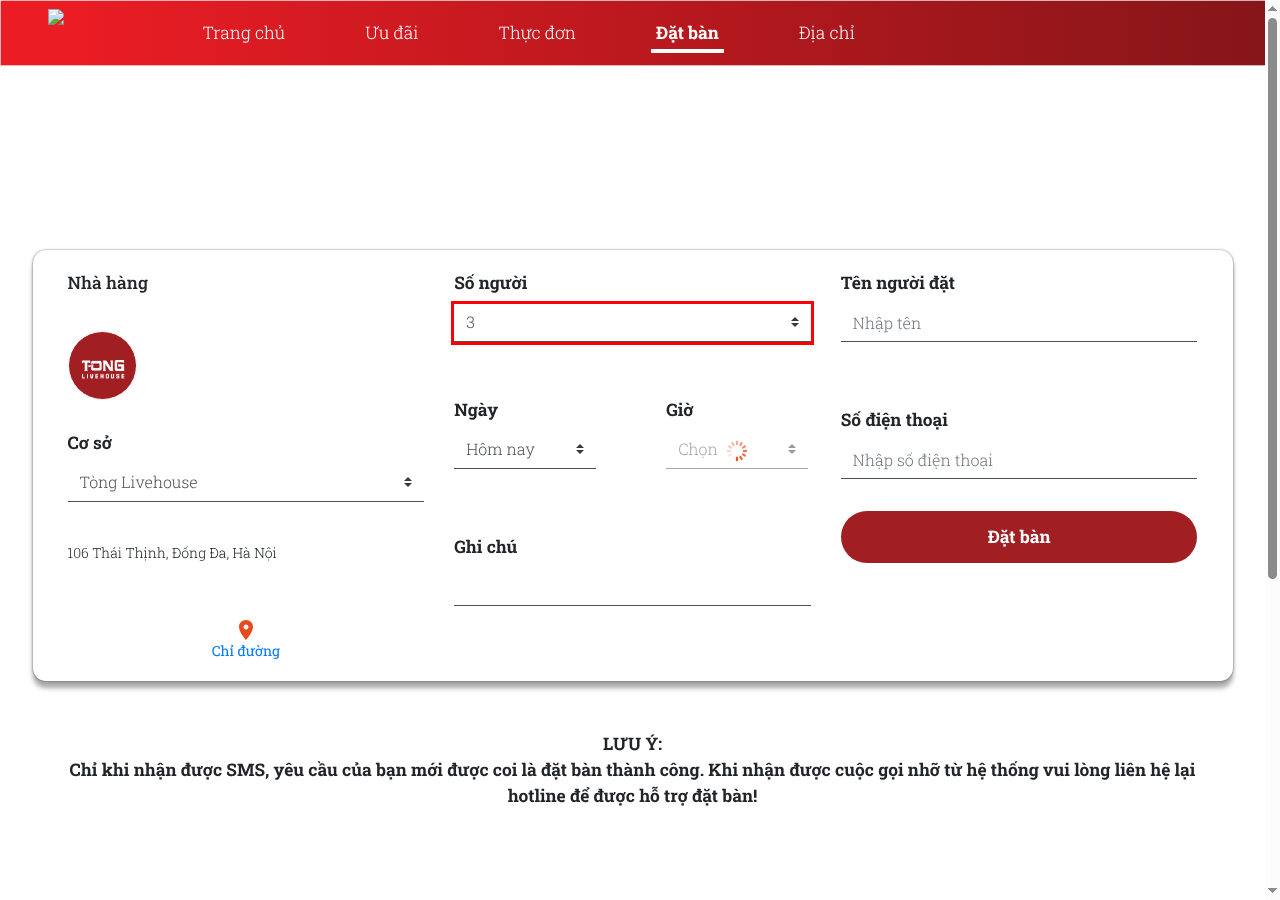 Trang chủ
Ưu đãi
Thực đơn
Đặt bàn
Địa chỉ
Nhà hàng
TONG
LIVEHOUSE
Cơ sở
Tòng Livehouse
106 Thái Thịnh, Đống Đa, Hà Nội
Chỉ đường
Số người
3
Ngày
Giờ
Hôm nay
Chọn
Ghi chú
Tên người đặt
Nhập tên
Số điện thoại
Nhập số điện thoại
Đặt bàn
LƯU Ý:
Chỉ khi nhận được SMS, yêu cầu của bạn mới được coi là đặt bàn thành công. Khi nhận được cuộc gọi nhỡ từ hệ thống vui lòng liên hệ lại
hotline để được hỗ trợ đặt bàn!